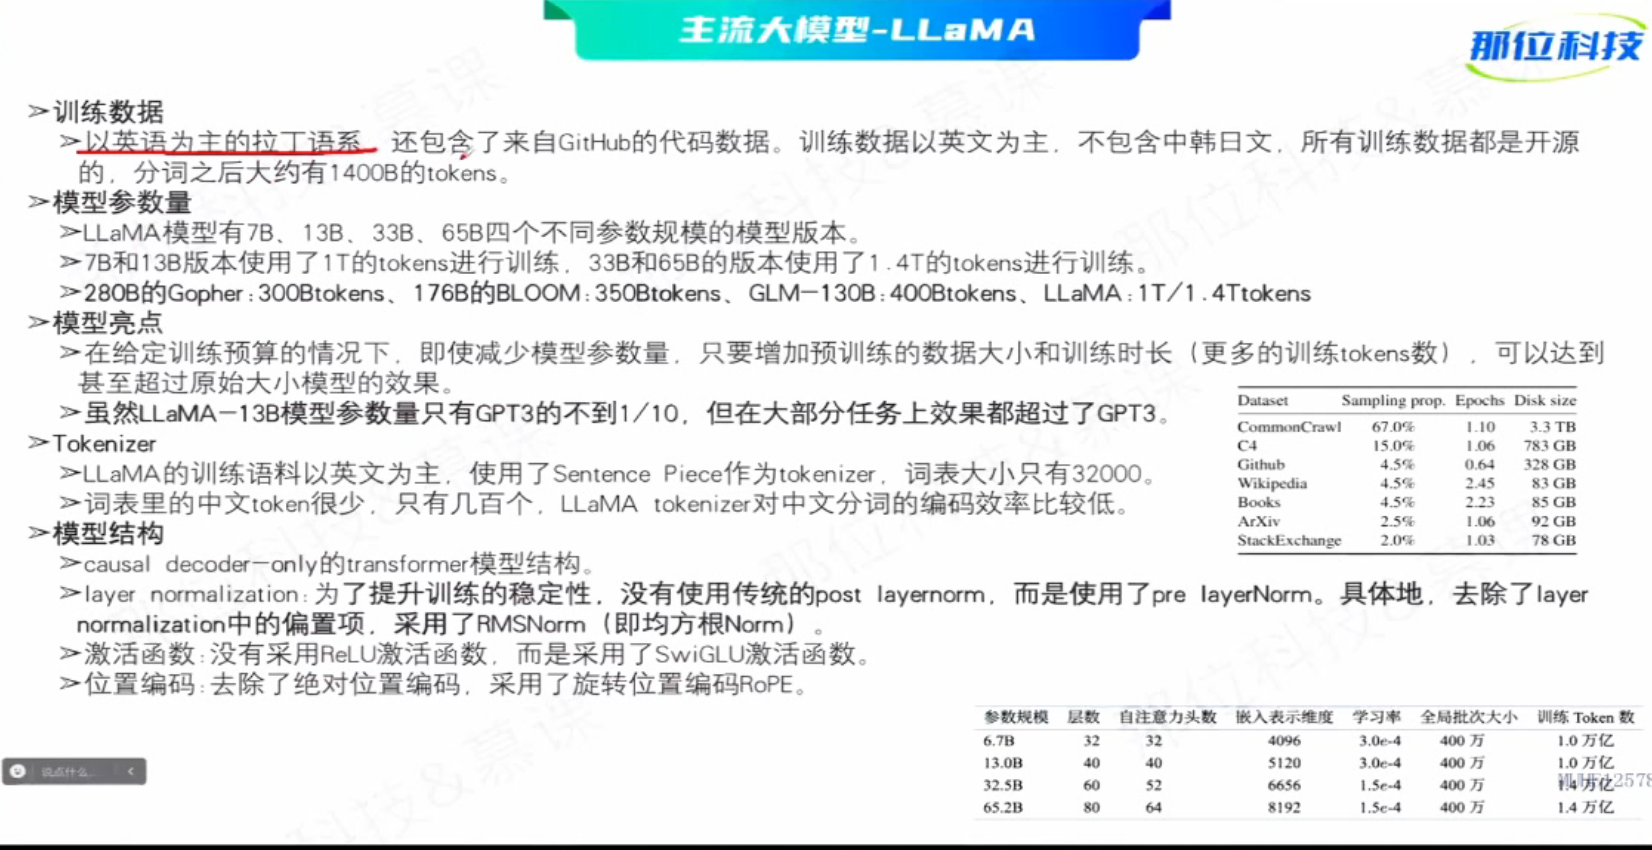 主流大模型-LLaMA
那位科技
➢训练数据
➢以英语为主的拉丁语系，还包含了来自GitHub的代码数据。训练数据以英文为主，不包含中韩日文，所有训练数据都是开源
的，分词之后大约有1400B的tokens。
➢模型参数量
➢LLaMA模型有7B、13B、33B、65B四个不同参数规模的模型版本。
➢7B和13B版本使用了1T的tokens进行训练，33B和65B的版本使用了1.4T的tokens进行训练。
➢280B的Gopher:300Btokens、176B的BLOOM:350Btokens、GLM-130B:400Btokens、LLaMA:1T/1.4Ttokens
➢模型亮点
➢在给定训练预算的情况下，即使减少模型参数量，只要增加预训练的数据大小和训练时长（更多的训练tokens数），可以达到
甚至超过原始大小模型的效果。
➢虽然LLaMA-13B模型参数量只有GPT3的不到1/10，但在大部分任务上效果都超过了GPT3。
➢Tokenizer
➢LLaMA的训练语料以英文为主，使用了Sentence Piece作为tokenizer，词表大小只有32000。
➢词表里的中文token很少，只有几百个，LLaMA tokenizer对中文分词的编码效率比较低。
➢模型结构
➢causal decoder-only的transformer模型结构。
➢layer normalization:为了提升训练的稳定性，没有使用传统的post layernorm，而是使用了pre layerNorm。具体地，去除了layer
normalization中的偏置项，采用了RMSNorm（即均方根Norm）。
➢激活函数:没有采用ReLU激活函数，而是采用了SwiGLU激活函数。
➢位置编码:去除了绝对位置编码，采用了旋转位置编码RoPE。
Dataset Sampling prop. Epochs Disk size
CommonCrawl 67.0% 1.10 3.3 TB
C4 15.0% 1.06 783 GB
Github 4.5% 0.64 328 GB
Wikipedia 4.5% 2.45 83 GB
Books 4.5% 2.23 85 GB
ArXiv 2.5% 1.06 92 GB
StackExchange 2.0% 1.03 78 GB
参数规模 层数 自注意力头数 嵌入表示维度 学习率 全局批次大小 训练 Token 数
6.7B 32 32 4096 3.0e-4 400 万 1.0 万亿
13.0B 40 40 5120 3.0e-4 400 万 1.0 万亿
32.5B 60 52 6656 1.5e-4 400 万 1.4 万亿
65.2B 80 64 8192 1.5e-4 400 万 1.4 万亿
说点什么...